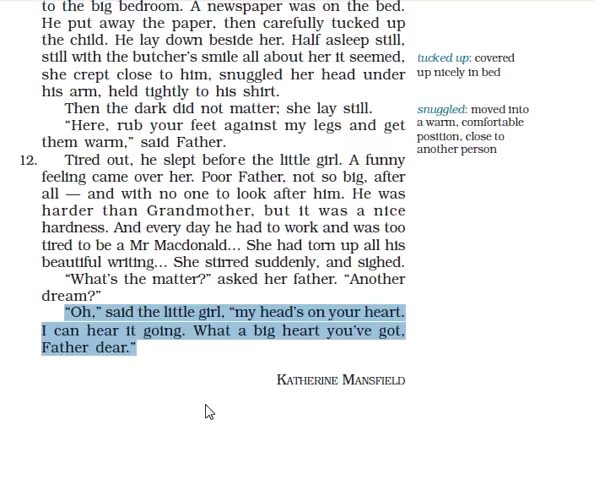 to the big bedroom. A newspaper was on the bed.
He put away the paper, then carefully tucked up
the child. He lay down beside her. Half asleep still,
still with the butcher's smile all about her it seemed,
she crept close to him, snuggled her head under
his arm, held tightly to his shirt.
Then the dark did not matter; she lay still.
“Here, rub your feet against my legs and get
them warm,” said Father.
12. Tired out, he slept before the little girl. A funny
feeling came over her. Poor Father, not so big, after
all — and with no one to look after him. He was
harder than Grandmother, but it was a nice
hardness. And every day he had to work and was too
tired to be a Mr Macdonald... She had torn up all his
beautiful writing... She stirred suddenly, and sighed.
“What's the matter?” asked her father. “Another
dream?”
“Oh,” said the little girl, “my head's on your heart.
I can hear it going. What a big heart you've got,
Father dear.”
KATHERINE MANSFIELD
tucked up: covered
up nicely in bed
snuggled: moved into
a warm, comfortable
position, close to
another person